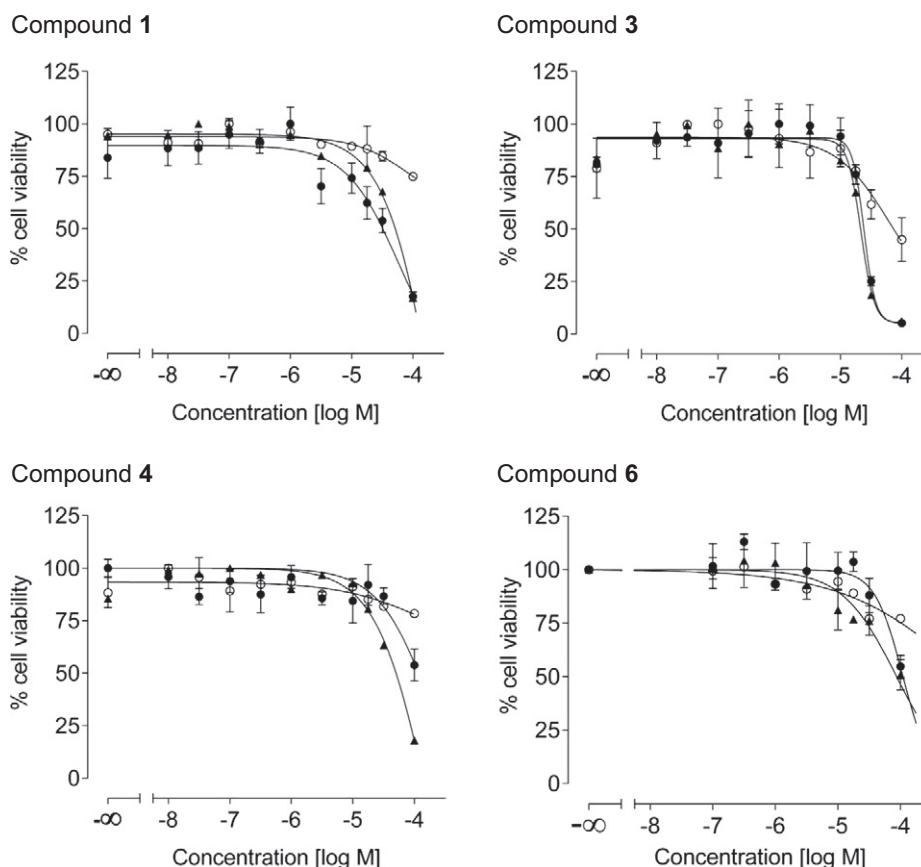 Compound 1
125
100
75
50
25
0
% cell viability
-∞ -8 -7 -6 -5 -4
Concentration [log M]
Compound 3
125
100
75
50
25
0
% cell viability
-∞ -8 -7 -6 -5 -4
Concentration [log M]
Compound 4
125
100
75
50
25
0
% cell viability
-∞ -8 -7 -6 -5 -4
Concentration [log M]
Compound 6
125
100
75
50
25
0
% cell viability
-∞ -8 -7 -6 -5 -4
Concentration [log M]